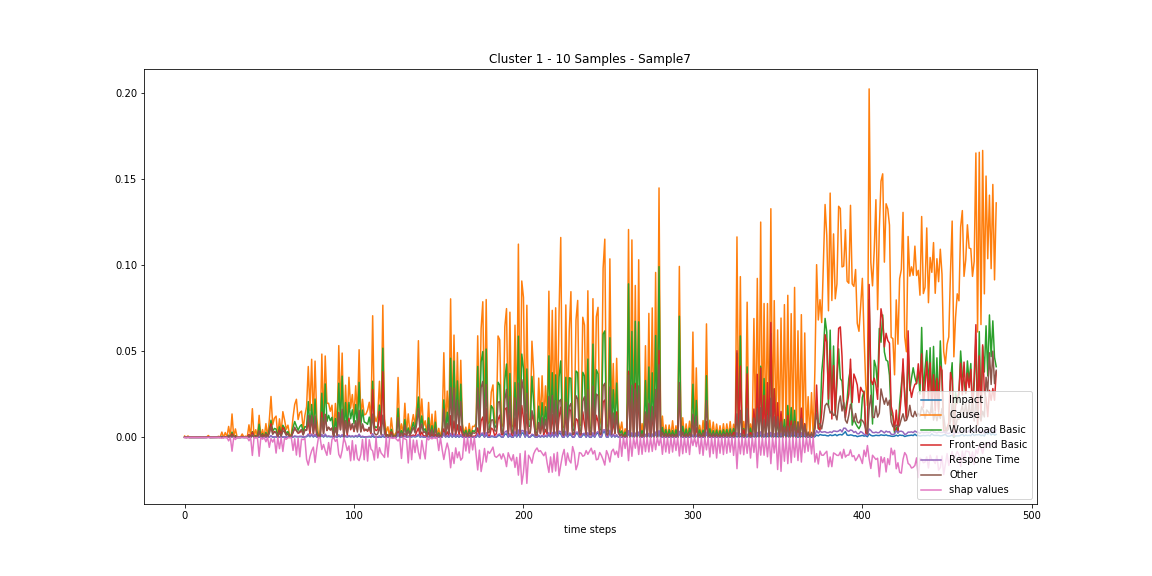 Cluster 1 - 10 Samples - Sample7
0.20
0.15
0.10
0.05
0.00
Impact
Cause
Workload Basic
Front-end Basic
Respone Time
Other
shap values
0 100 200 300 400 500
time steps